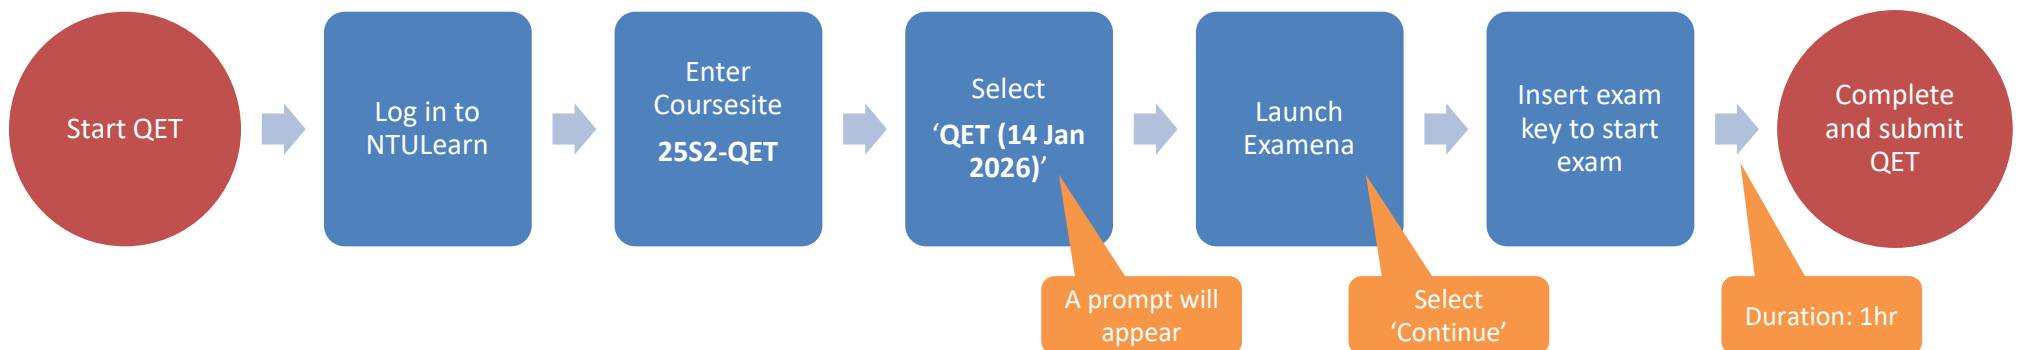 Start QET
Log in to
NTULearn
Enter
Coursesite
25S2-QET
Select
‘QET (14 Jan
2026)’
Launch
Examena
Insert exam
key to start
exam
Complete
and submit
QET
A prompt will
appear
Select
‘Continue’
Duration: 1hr